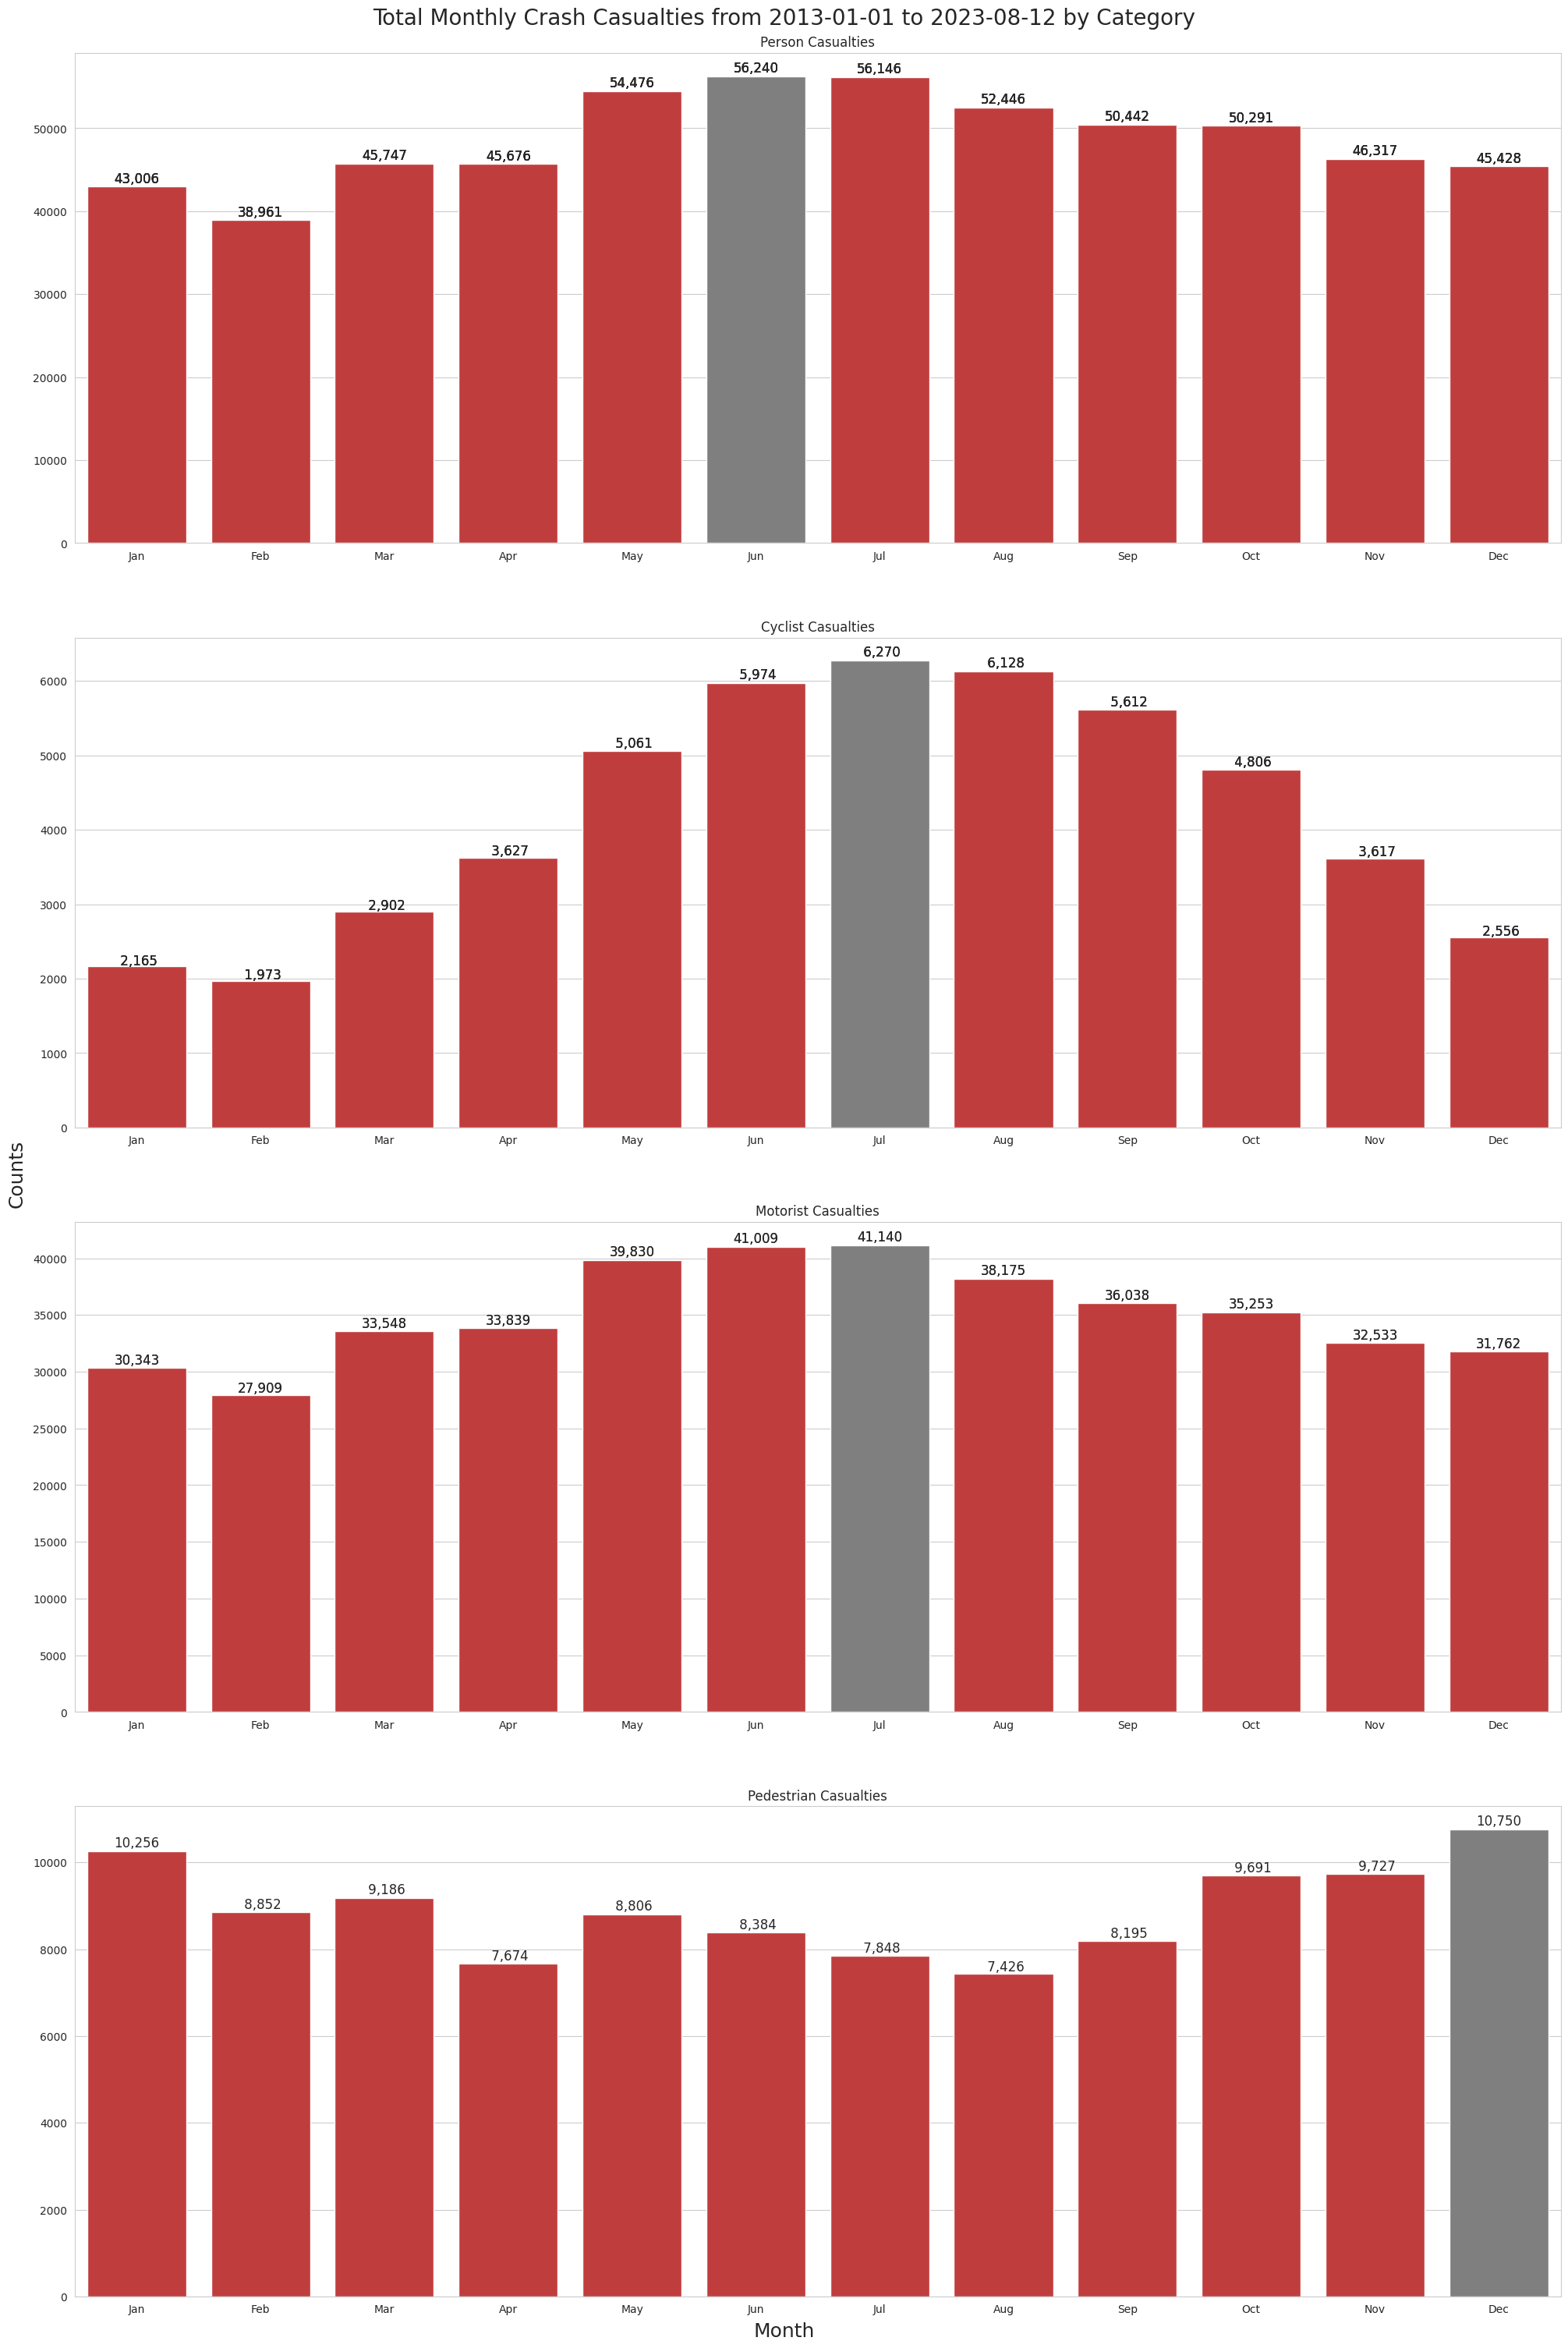 Total Monthly Crash Casualties from 2013-01-01 to 2023-08-12 by Category
Person Casualties
43,006 38,961 45,747 45,676 54,476 56,240 56,146 52,446 50,442 50,291 46,317 45,428
50000
40000
30000
20000
10000
0
Jan Feb Mar Apr May Jun Jul Aug Sep Oct Nov Dec
Cyclist Casualties
2,165 1,973 2,902 3,627 5,061 5,974 6,270 6,128 5,612 4,806 3,617 2,556
6000
5000
4000
3000
2000
1000
0
Jan Feb Mar Apr May Jun Jul Aug Sep Oct Nov Dec
Counts
Motorist Casualties
30,343 27,909 33,548 33,839 39,830 41,009 41,140 38,175 36,038 35,253 32,533 31,762
40000
35000
30000
25000
20000
15000
10000
5000
0
Jan Feb Mar Apr May Jun Jul Aug Sep Oct Nov Dec
Pedestrian Casualties
10,256 8,852 9,186 7,674 8,806 8,384 7,848 7,426 8,195 9,691 9,727 10,750
10000
8000
6000
4000
2000
0
Jan Feb Mar Apr May Jun Jul Aug Sep Oct Nov Dec
Month